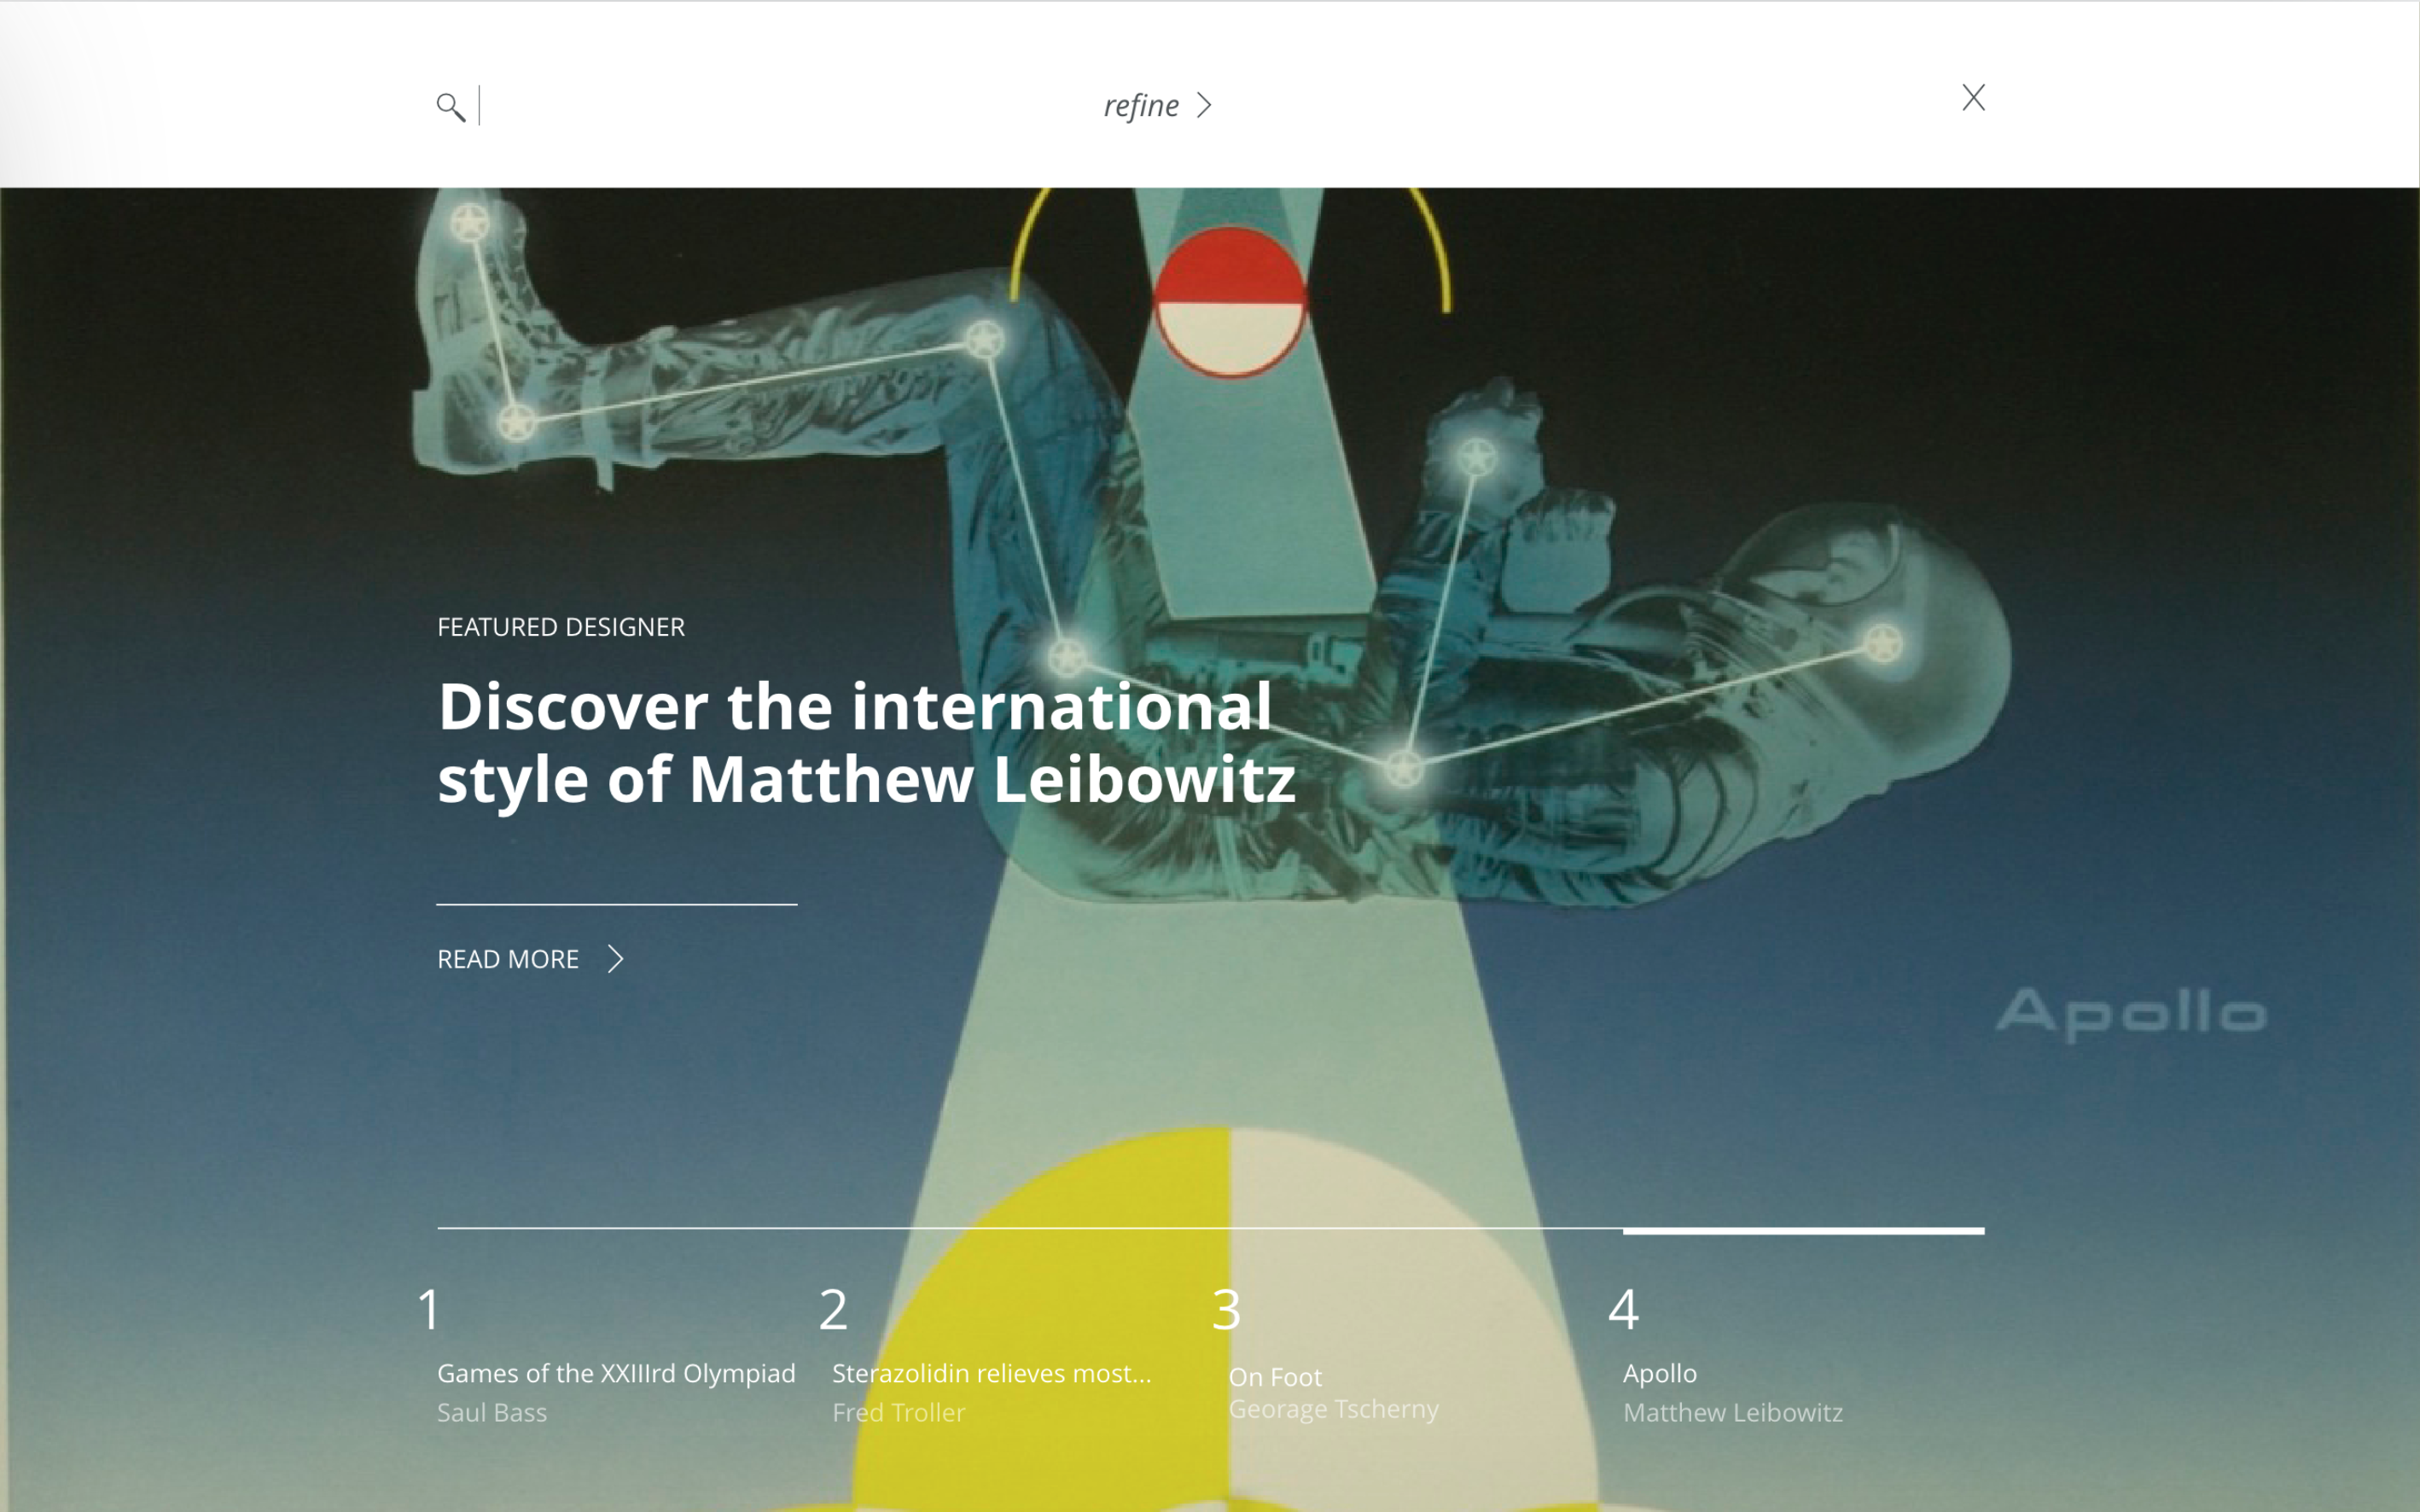 refine
FEATURED DESIGNER
Discover the international
style of Matthew Leibowitz
READ MORE
Apollo
1
2
3
4
Games of the XXIIIrd Olympiad
Sterazolidin relieves most...
On Foot
Apollo
Saul Bass
Fred Troller
Georage Tscherny
Matthew Leibowitz